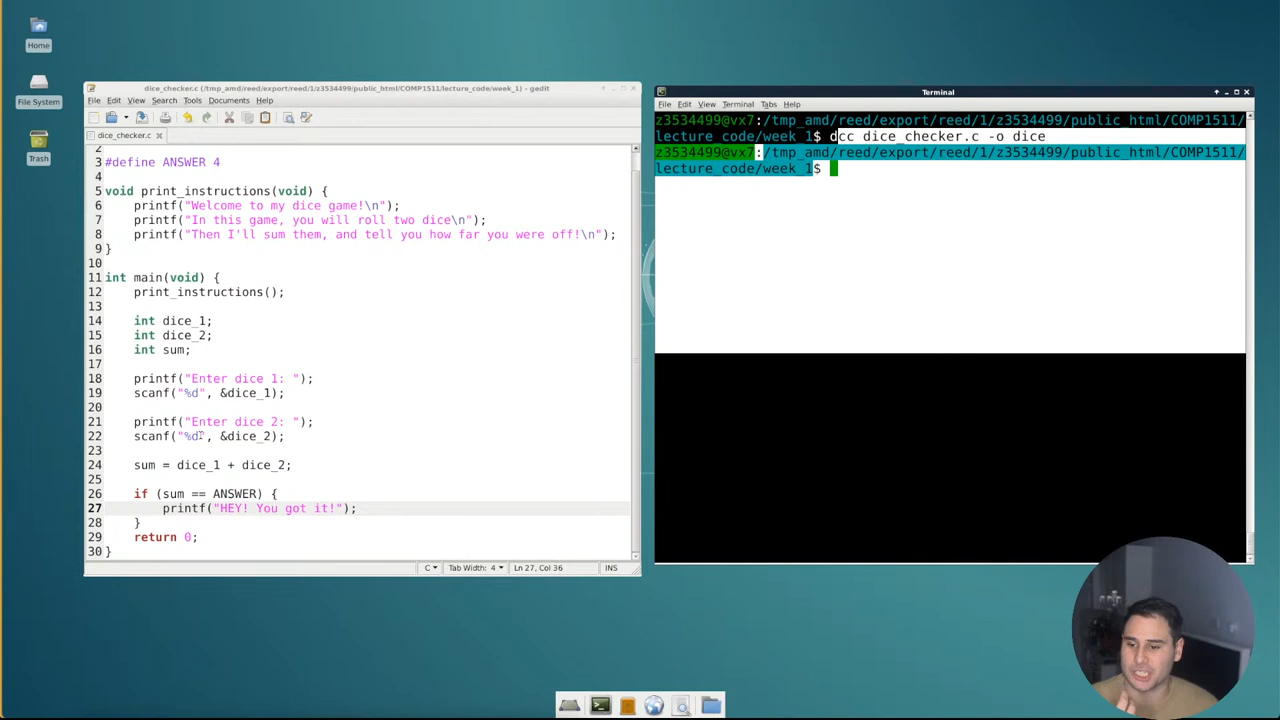 Home
File System
Trash
dice_checker.c (/tmp_amd/reed/export/reed/1/z3534499/public_html/COMP1511/lecture_code/week_1) - gedit
File Edit View Search Tools Documents Help
dice_checker.c
2
3 #define ANSWER 4
4
5 void print_instructions(void) {
6 printf("Welcome to my dice game!\n");
7 printf("In this game, you will roll two dice\n");
8 printf("Then I'll sum them, and tell you how far you were off!\n");
9 }
10
11 int main(void) {
12 print_instructions();
13
14 int dice_1;
15 int dice_2;
16 int sum;
17
18 printf("Enter dice 1: ");
19 scanf("%d", &dice_1);
20
21 printf("Enter dice 2: ");
22 scanf("%d", &dice_2);
23
24 sum = dice_1 + dice_2;
25
26 if (sum == ANSWER) {
27 printf("HEY! You got it!");
28 }
29 return 0;
30 }
C Tab Width: 4 Ln 27, Col 36 INS
Terminal
File Edit View Terminal Tabs Help
z3534499@vx7:/tmp_amd/reed/export/reed/1/z3534499/public_html/COMP1511/
lecture_code/week_1$ dcc dice_checker.c -o dice
z3534499@vx7:/tmp_amd/reed/export/reed/1/z3534499/public_html/COMP1511/
lecture_code/week_1$